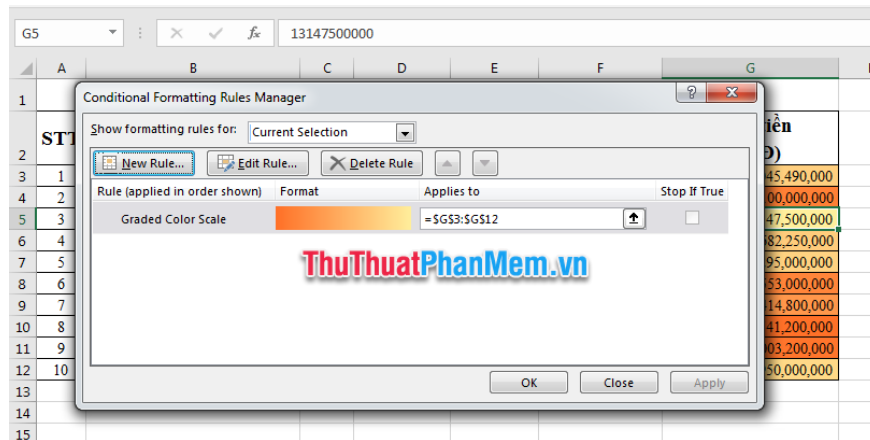 G5 fx 13147500000
A B C D E F G
1
Conditional Formatting Rules Manager
Show formatting rules for: Current Selection
2 STT iền
Đ)
New Rule... Edit Rule... Delete Rule
Rule (applied in order shown) Format Applies to Stop If True
Graded Color Scale =$G$3:$G$12
3 1 45,490,000
4 2 00,000,000
5 3 47,500,000
6 4 682,250,000
7 5 95,000,000
8 6 53,000,000
9 7 14,800,000
10 8 41,200,000
11 9 003,200,000
12 10 50,000,000
ThuThuatPhanMem.vn
OK Close Apply
13
14
15